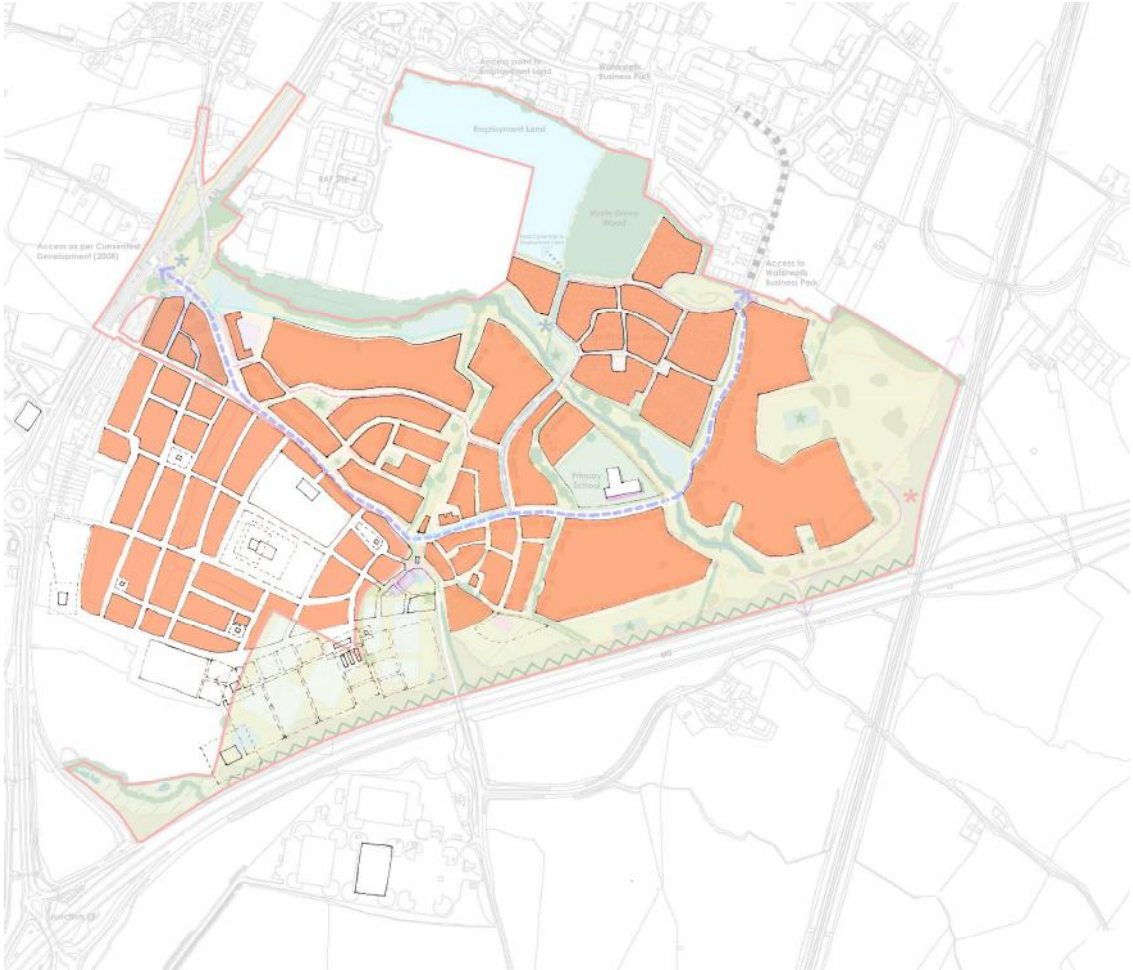 Access point to
Employment Land
Waterwells
Business Park
Employment Land
RAF Site 4
North Grove
Wood
Access as per Consented
Development (2008)
Access to
Waterwells
Business Park
Primary
School
M5
Junction 12